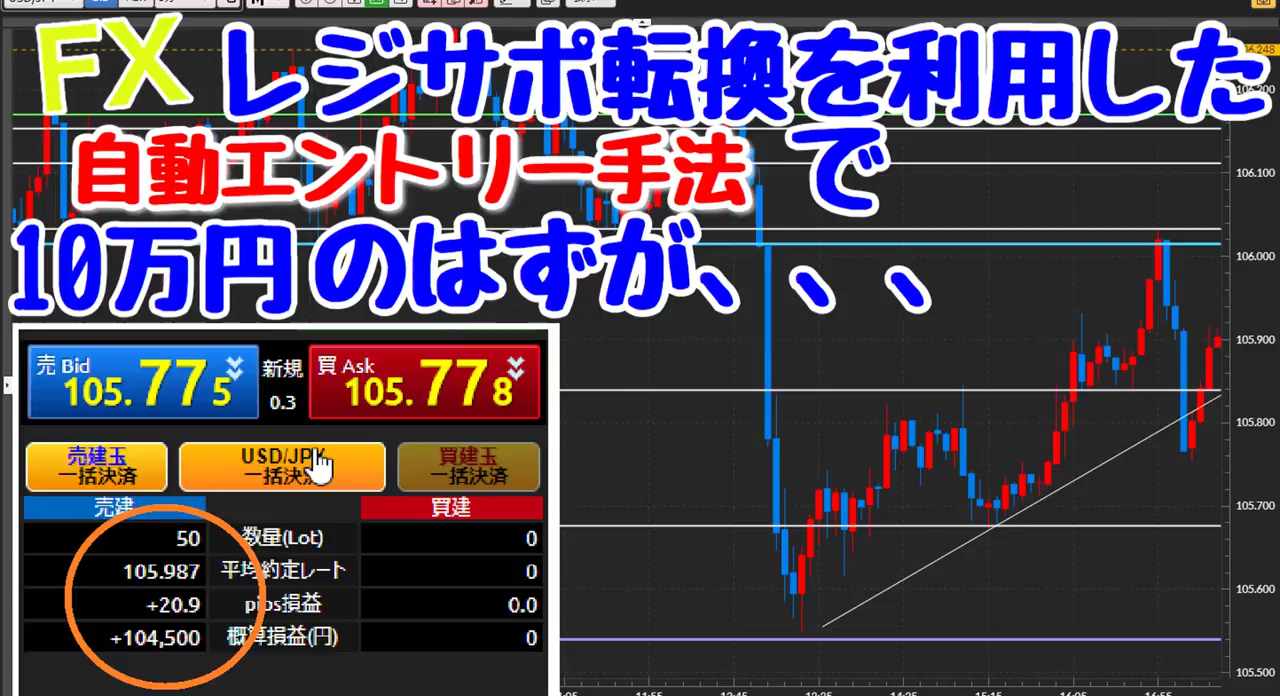 FX レジサポ転換を利用した
自動エントリー手法 で
10万円のはずが、、、
売 Bid 105.775
新規 0.3
買 Ask 105.778
売建玉 一括決済
USD/JPY 一括決済
買建玉 一括決済
売建 買建
50 数量(Lot) 0
105.987 平均約定レート 0
+20.9 pips損益 0.0
+104,500 概算損益(円) 0
106.200
106.100
106.000
105.900
105.800
105.700
105.600
105.500